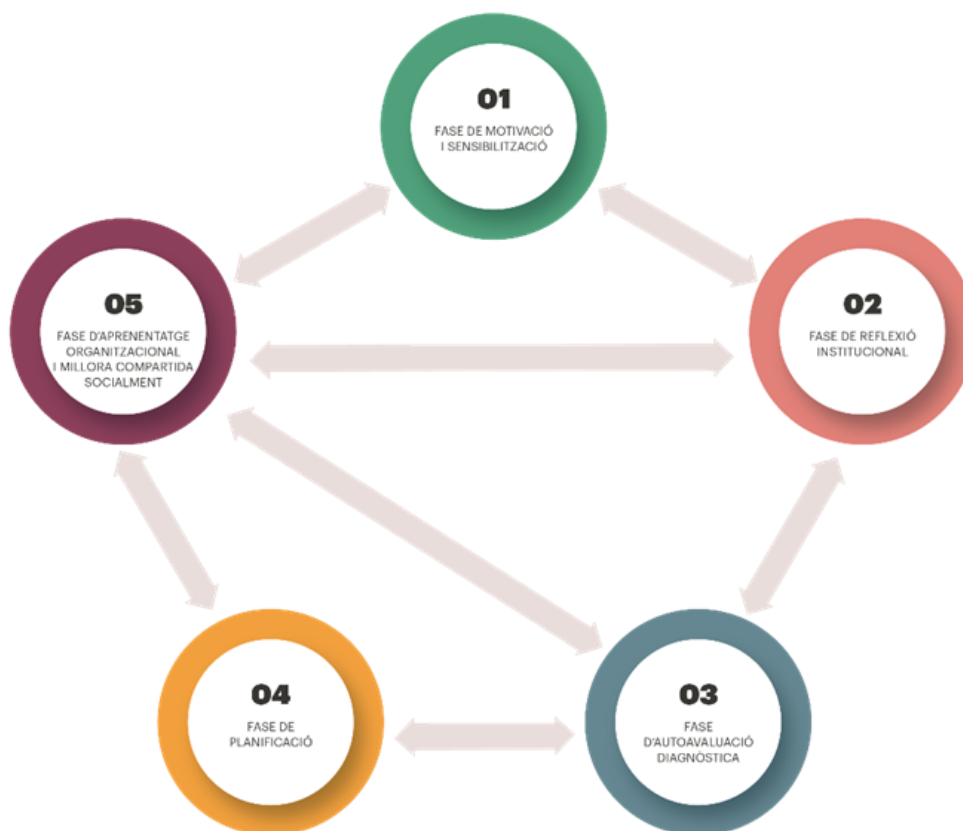 01
FASE DE MOTIVACIÓ
I SENSIBILITZACIÓ
02
FASE DE REFLEXIÓ
INSTITUCIONAL
03
FASE
D'AUTOAVALUACIÓ
DIAGNÒSTICA
04
FASE DE
PLANIFICACIÓ
05
FASE D'APRENENTATGE
ORGANITZACIONAL
I MILLORA COMPARTIDA
SOCIALMENT